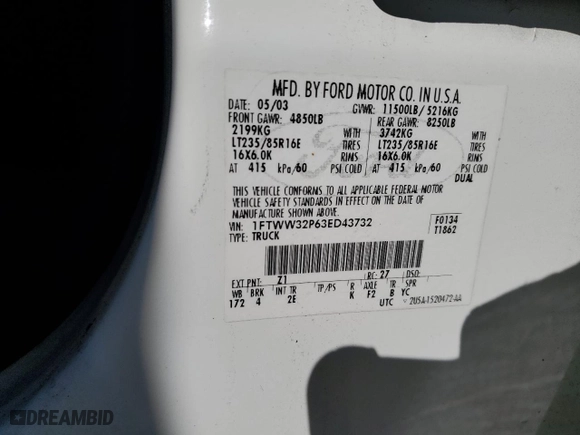 MFD. BY FORD MOTOR CO. IN U.S.A.
DATE: 05/03 GVWR: 11500LB/ 5216KG
FRONT GAWR: 4850LB REAR GAWR: 8250LB
2199KG WITH 3742KG WITH
LT235/85R16E TIRES LT235/85R16E TIRES
16X6.0K RIMS 16X6.0K RIMS
AT 415 kPa/60 PSI COLD AT 415 kPa/60 PSI COLD
DUAL
THIS VEHICLE CONFORMS TO ALL APPLICABLE FEDERAL MOTOR
VEHICLE SAFETY STANDARDS IN EFFECT ON THE DATE OF
MANUFACTURE SHOWN ABOVE.
VIN: 1FTWW32P63ED43732 F0134
TYPE: TRUCK T1862
EXT PNT: Z1 RC: 27 DSO:
WB BRK INT TR TP/PS R AXLE TR SPR
172 4 2E K F2 B YC
UTC 2U5A-1520472-AA
Ford
DREAMBID